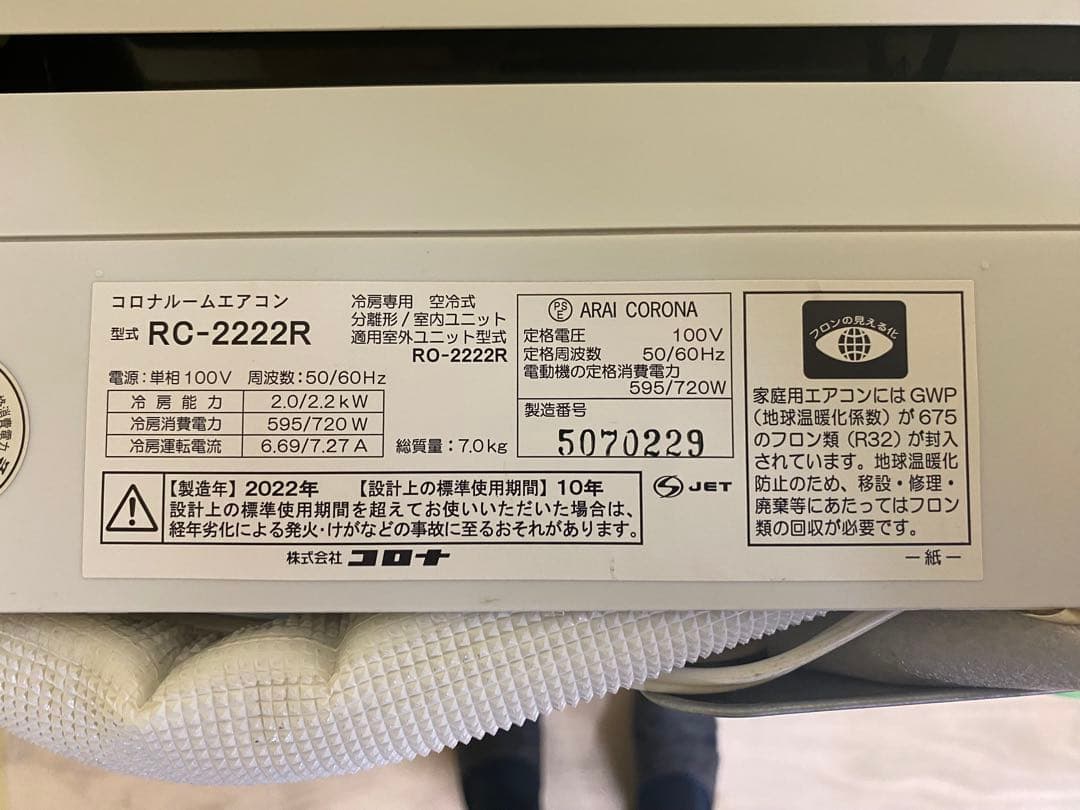 コロナルームエアコン
型式 RC-2222R
冷房専用 空冷式
分離形/室内ユニット
適用室外ユニット型式
RO-2222R
電源:単相100V 周波数:50/60Hz
冷房能力 2.0/2.2kW
冷房消費電力 595/720W
冷房運転電流 6.69/7.27A
総質量:7.0kg
PSE ARAI CORONA
定格電圧 100V
定格周波数 50/60Hz
電動機の定格消費電力
595/720W
製造番号
5070229
【製造年】2022年 【設計上の標準使用期間】10年
設計上の標準使用期間を超えてお使いいただいた場合は、
経年劣化による発火・けがなどの事故に至るおそれがあります。
JET
株式会社 コロナ
フロンの見える化
家庭用エアコンにはGWP
(地球温暖化係数)が675
のフロン類(R32)が封入
されています。地球温暖化
防止のため、移設・修理・
廃棄等にあたってはフロン
類の回収が必要です。
ー紙ー
消費電力